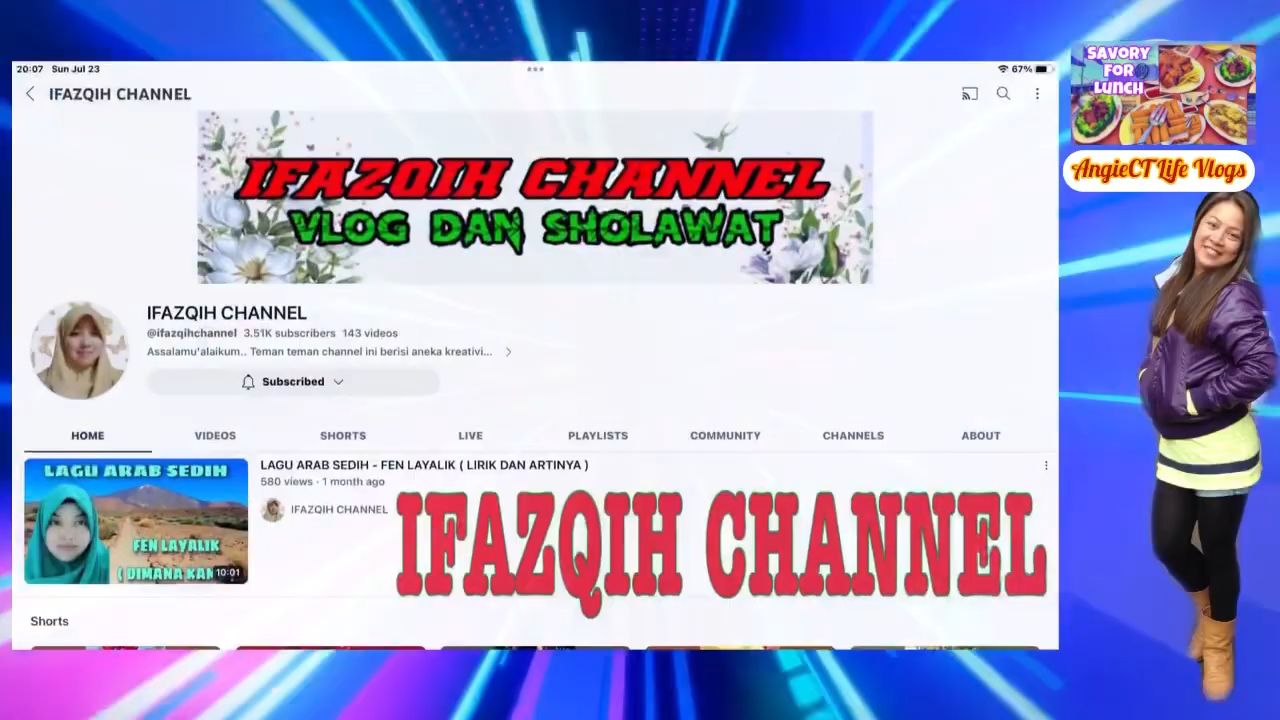 20:07 Sun Jul 23
67%
IFAZQIH CHANNEL
IFAZQIH CHANNEL
VLOG DAN SHOLAWAT
IFAZQIH CHANNEL
@ifazqihchannel 3.51K subscribers 143 videos
Assalamu'alaikum.. Teman teman channel ini berisi aneka kreativi...
Subscribed
HOME VIDEOS SHORTS LIVE PLAYLISTS COMMUNITY CHANNELS ABOUT
LAGU ARAB SEDIH
FEN LAYALIK
( DIMANA KAN
10:01
LAGU ARAB SEDIH - FEN LAYALIK ( LIRIK DAN ARTINYA )
580 views · 1 month ago
IFAZQIH CHANNEL
IFAZQIH CHANNEL
Shorts
SAVORY
FOR
LUNCH
AngieCT Life Vlogs